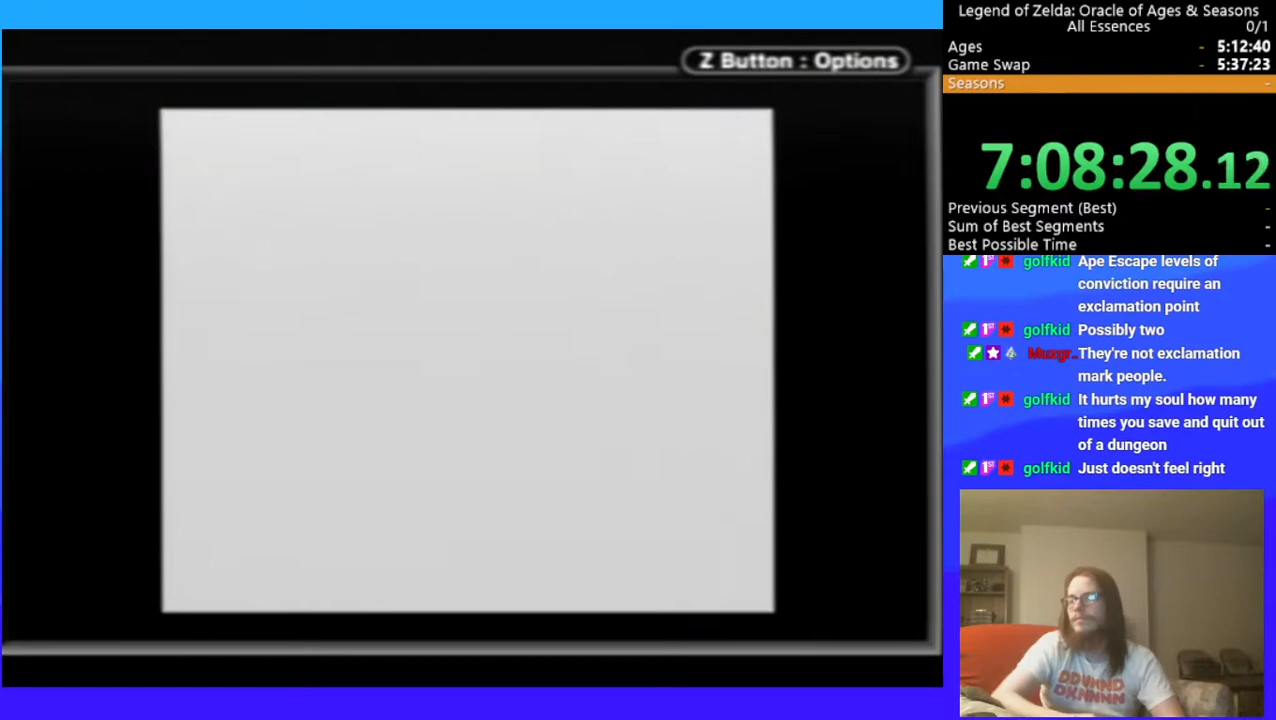 Z Button : Options
Legend of Zelda: Oracle of Ages & Seasons
All Essences 0/1
Ages - 5:12:40
Game Swap - 5:37:23
Seasons -
7:08:28.12
Previous Segment (Best) -
Sum of Best Segments -
Best Possible Time -
golfkid Ape Escape levels of
conviction require an
exclamation point
golfkid Possibly two
Muzgr.. They're not exclamation
mark people.
golfkid It hurts my soul how many
times you save and quit out
of a dungeon
golfkid Just doesn't feel right